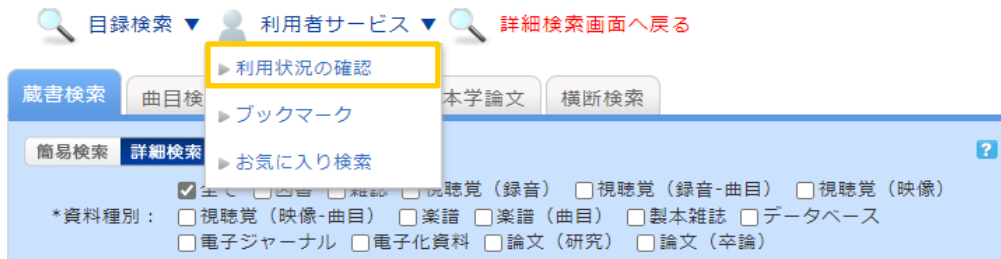 目録検索 ▼ 利用者サービス ▼ 詳細検索画面へ戻る
▶利用状況の確認
▶ブックマーク
▶お気に入り検索
蔵書検索 曲目検 本学論文 横断検索
簡易検索 詳細検索 ?
全て 図書 雑誌 視聴覚（録音） 視聴覚（録音-曲目） 視聴覚（映像）
*資料種別： 視聴覚（映像-曲目） 楽譜 楽譜（曲目） 製本雑誌 データベース
電子ジャーナル 電子化資料 論文（研究） 論文（卒論）